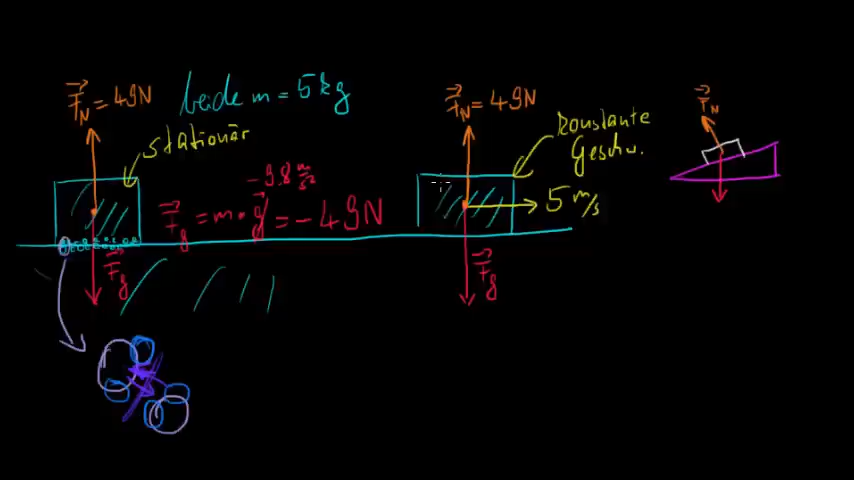 F_N = 49N
beide m = 5kg
stationär
-9.8 m/s²
F_g = m · g = - 49N
F_g
F_N = 49N
konstante
Geschw.
5 m/s
F_g
F_N